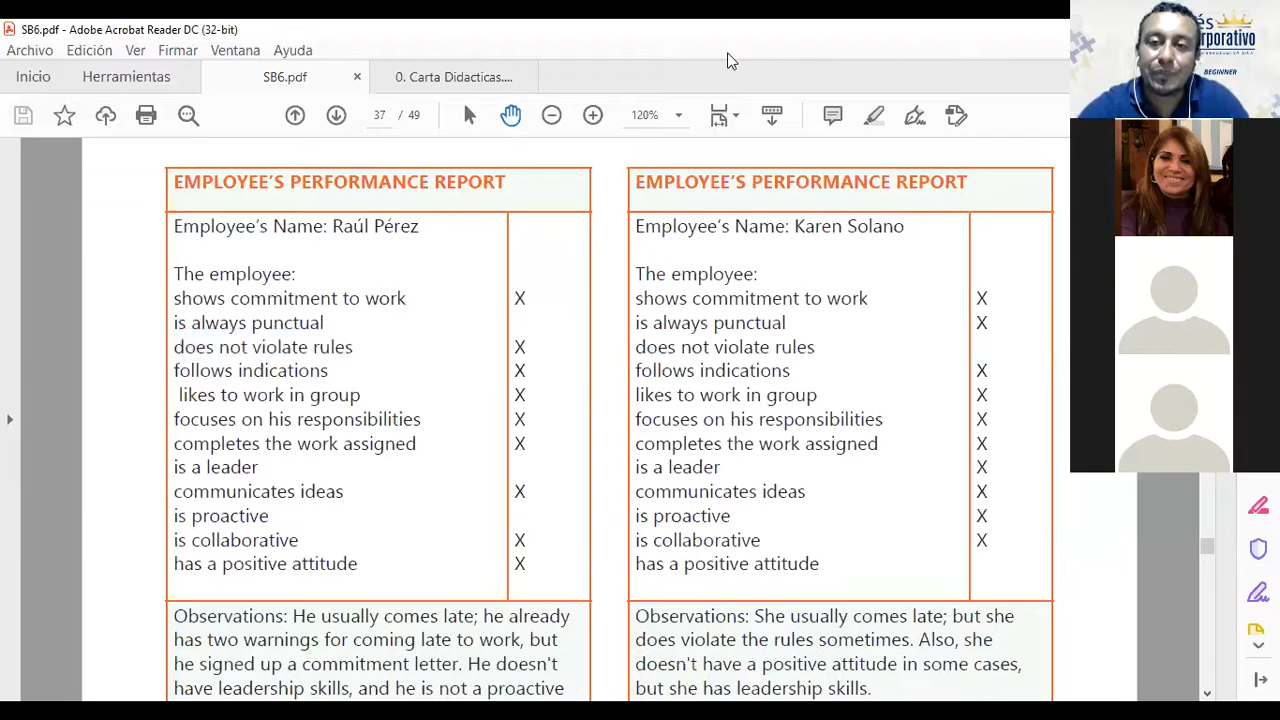 SB6.pdf - Adobe Acrobat Reader DC (32-bit)
Archivo Edición Ver Firmar Ventana Ayuda
Inicio Herramientas SB6.pdf × 0. Carta Didacticas....
37 / 49 120%
és
corporativo
BEGINNER
EMPLOYEE'S PERFORMANCE REPORT
Employee's Name: Raúl Pérez
The employee:
shows commitment to work X
is always punctual
does not violate rules X
follows indications X
likes to work in group X
focuses on his responsibilities X
completes the work assigned X
is a leader
communicates ideas X
is proactive
is collaborative X
has a positive attitude X
Observations: He usually comes late; he already
has two warnings for coming late to work, but
he signed up a commitment letter. He doesn't
have leadership skills, and he is not a proactive
EMPLOYEE'S PERFORMANCE REPORT
Employee's Name: Karen Solano
The employee:
shows commitment to work X
is always punctual X
does not violate rules
follows indications X
likes to work in group X
focuses on his responsibilities X
completes the work assigned X
is a leader X
communicates ideas X
is proactive X
is collaborative X
has a positive attitude
Observations: She usually comes late; but she
does violate the rules sometimes. Also, she
doesn't have a positive attitude in some cases,
but she has leadership skills.